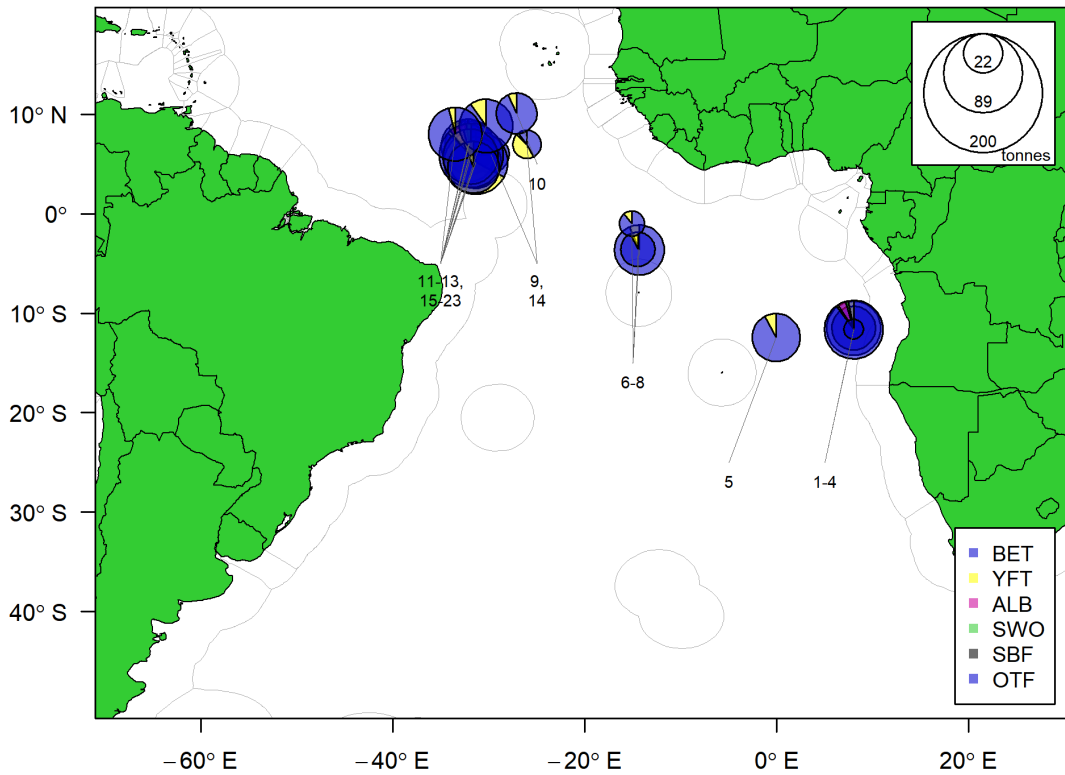 22
89
200
tonnes
10° N
0°
10° S
20° S
30° S
40° S
10
11-13,
15-23
9,
14
6-8
5
1-4
BET
YFT
ALB
SWO
SBF
OTF
−60° E
−40° E
−20° E
0° E
20° E